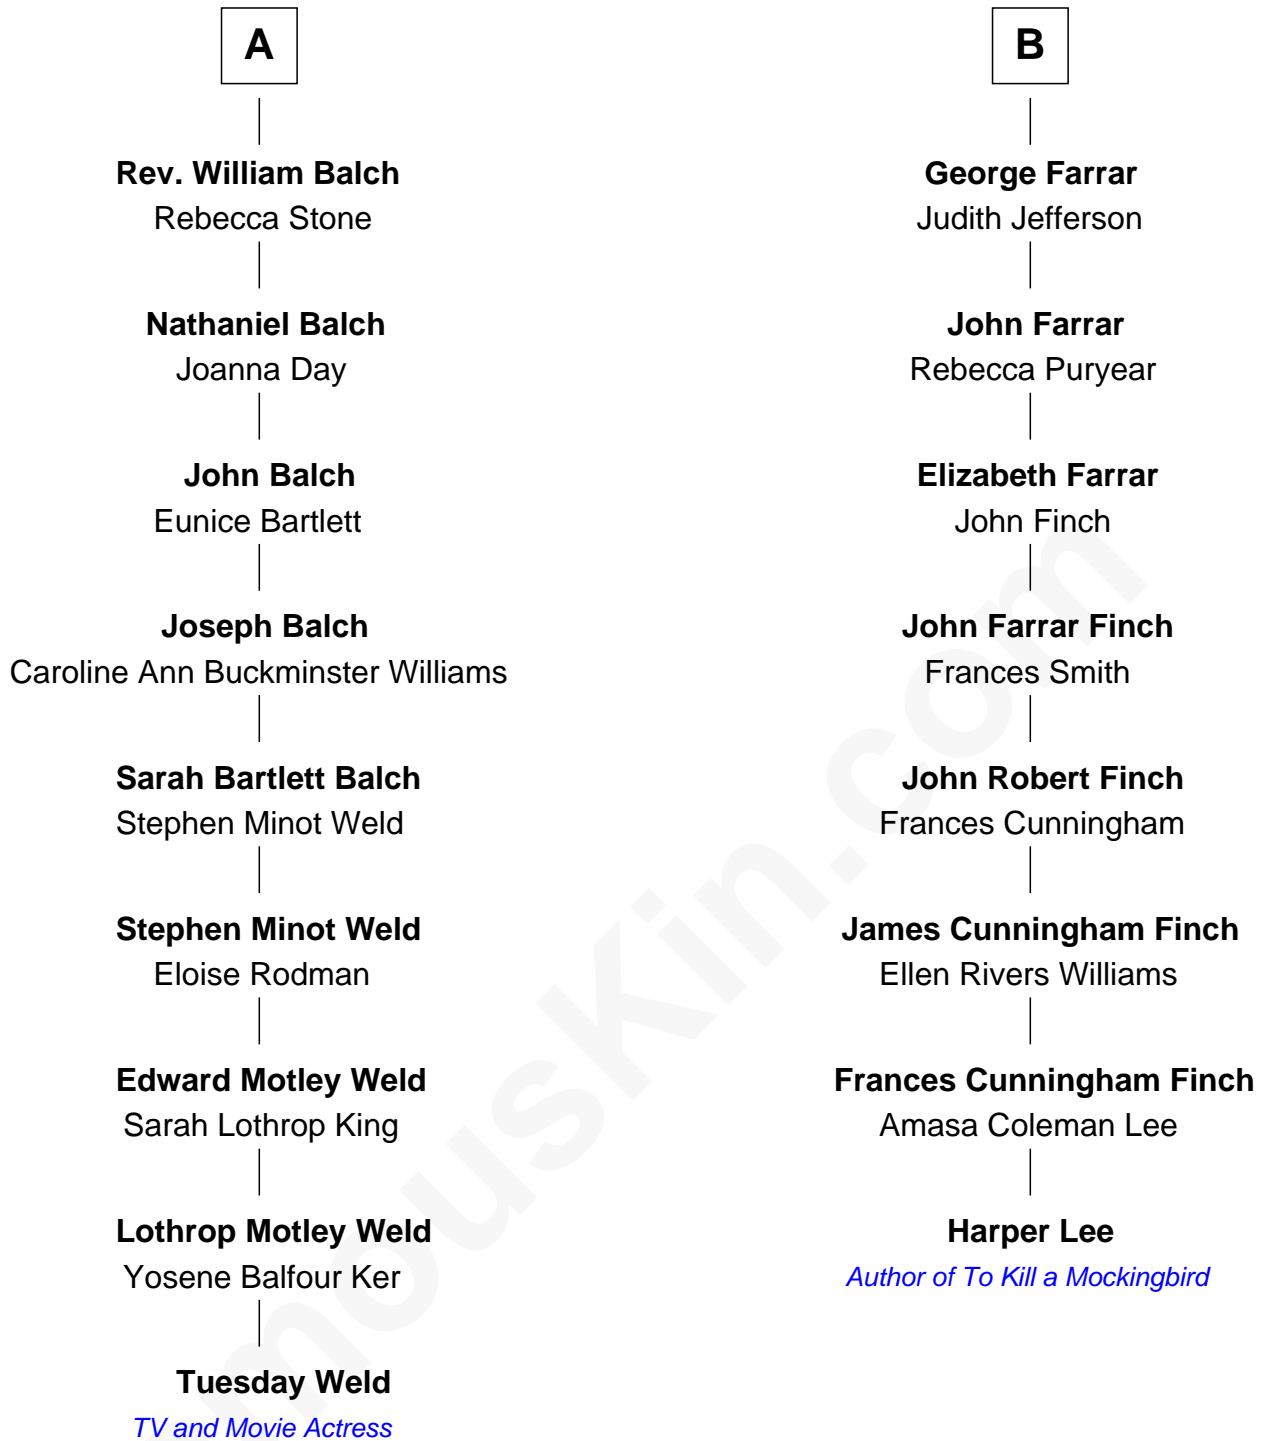 A
Rev. William Balch
Rebecca Stone
Nathaniel Balch
Joanna Day
John Balch
Eunice Bartlett
Joseph Balch
Caroline Ann Buckminster Williams
Sarah Bartlett Balch
Stephen Minot Weld
Stephen Minot Weld
Eloise Rodman
Edward Motley Weld
Sarah Lothrop King
Lothrop Motley Weld
Yosene Balfour Ker
Tuesday Weld
TV and Movie Actress
B
George Farrar
Judith Jefferson
John Farrar
Rebecca Puryear
Elizabeth Farrar
John Finch
John Farrar Finch
Frances Smith
John Robert Finch
Frances Cunningham
James Cunningham Finch
Ellen Rivers Williams
Frances Cunningham Finch
Amasa Coleman Lee
Harper Lee
Author of To Kill a Mockingbird
mousKin.com